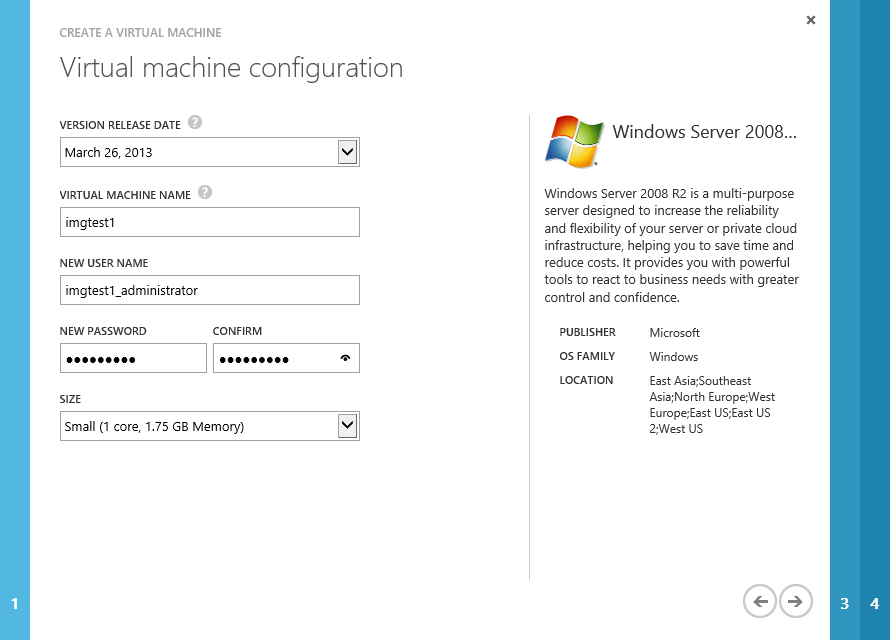 CREATE A VIRTUAL MACHINE
Virtual machine configuration
VERSION RELEASE DATE ?
March 26, 2013
VIRTUAL MACHINE NAME ?
imgtest1
NEW USER NAME
imgtest1_administrator
NEW PASSWORD CONFIRM
●●●●●●●●● ●●●●●●●●●
SIZE
Small (1 core, 1.75 GB Memory)
Windows Server 2008...
Windows Server 2008 R2 is a multi-purpose
server designed to increase the reliability
and flexibility of your server or private cloud
infrastructure, helping you to save time and
reduce costs. It provides you with powerful
tools to react to business needs with greater
control and confidence.
PUBLISHER Microsoft
OS FAMILY Windows
LOCATION East Asia;Southeast
Asia;North Europe;West
Europe;East US;East US
2;West US
1
3
4